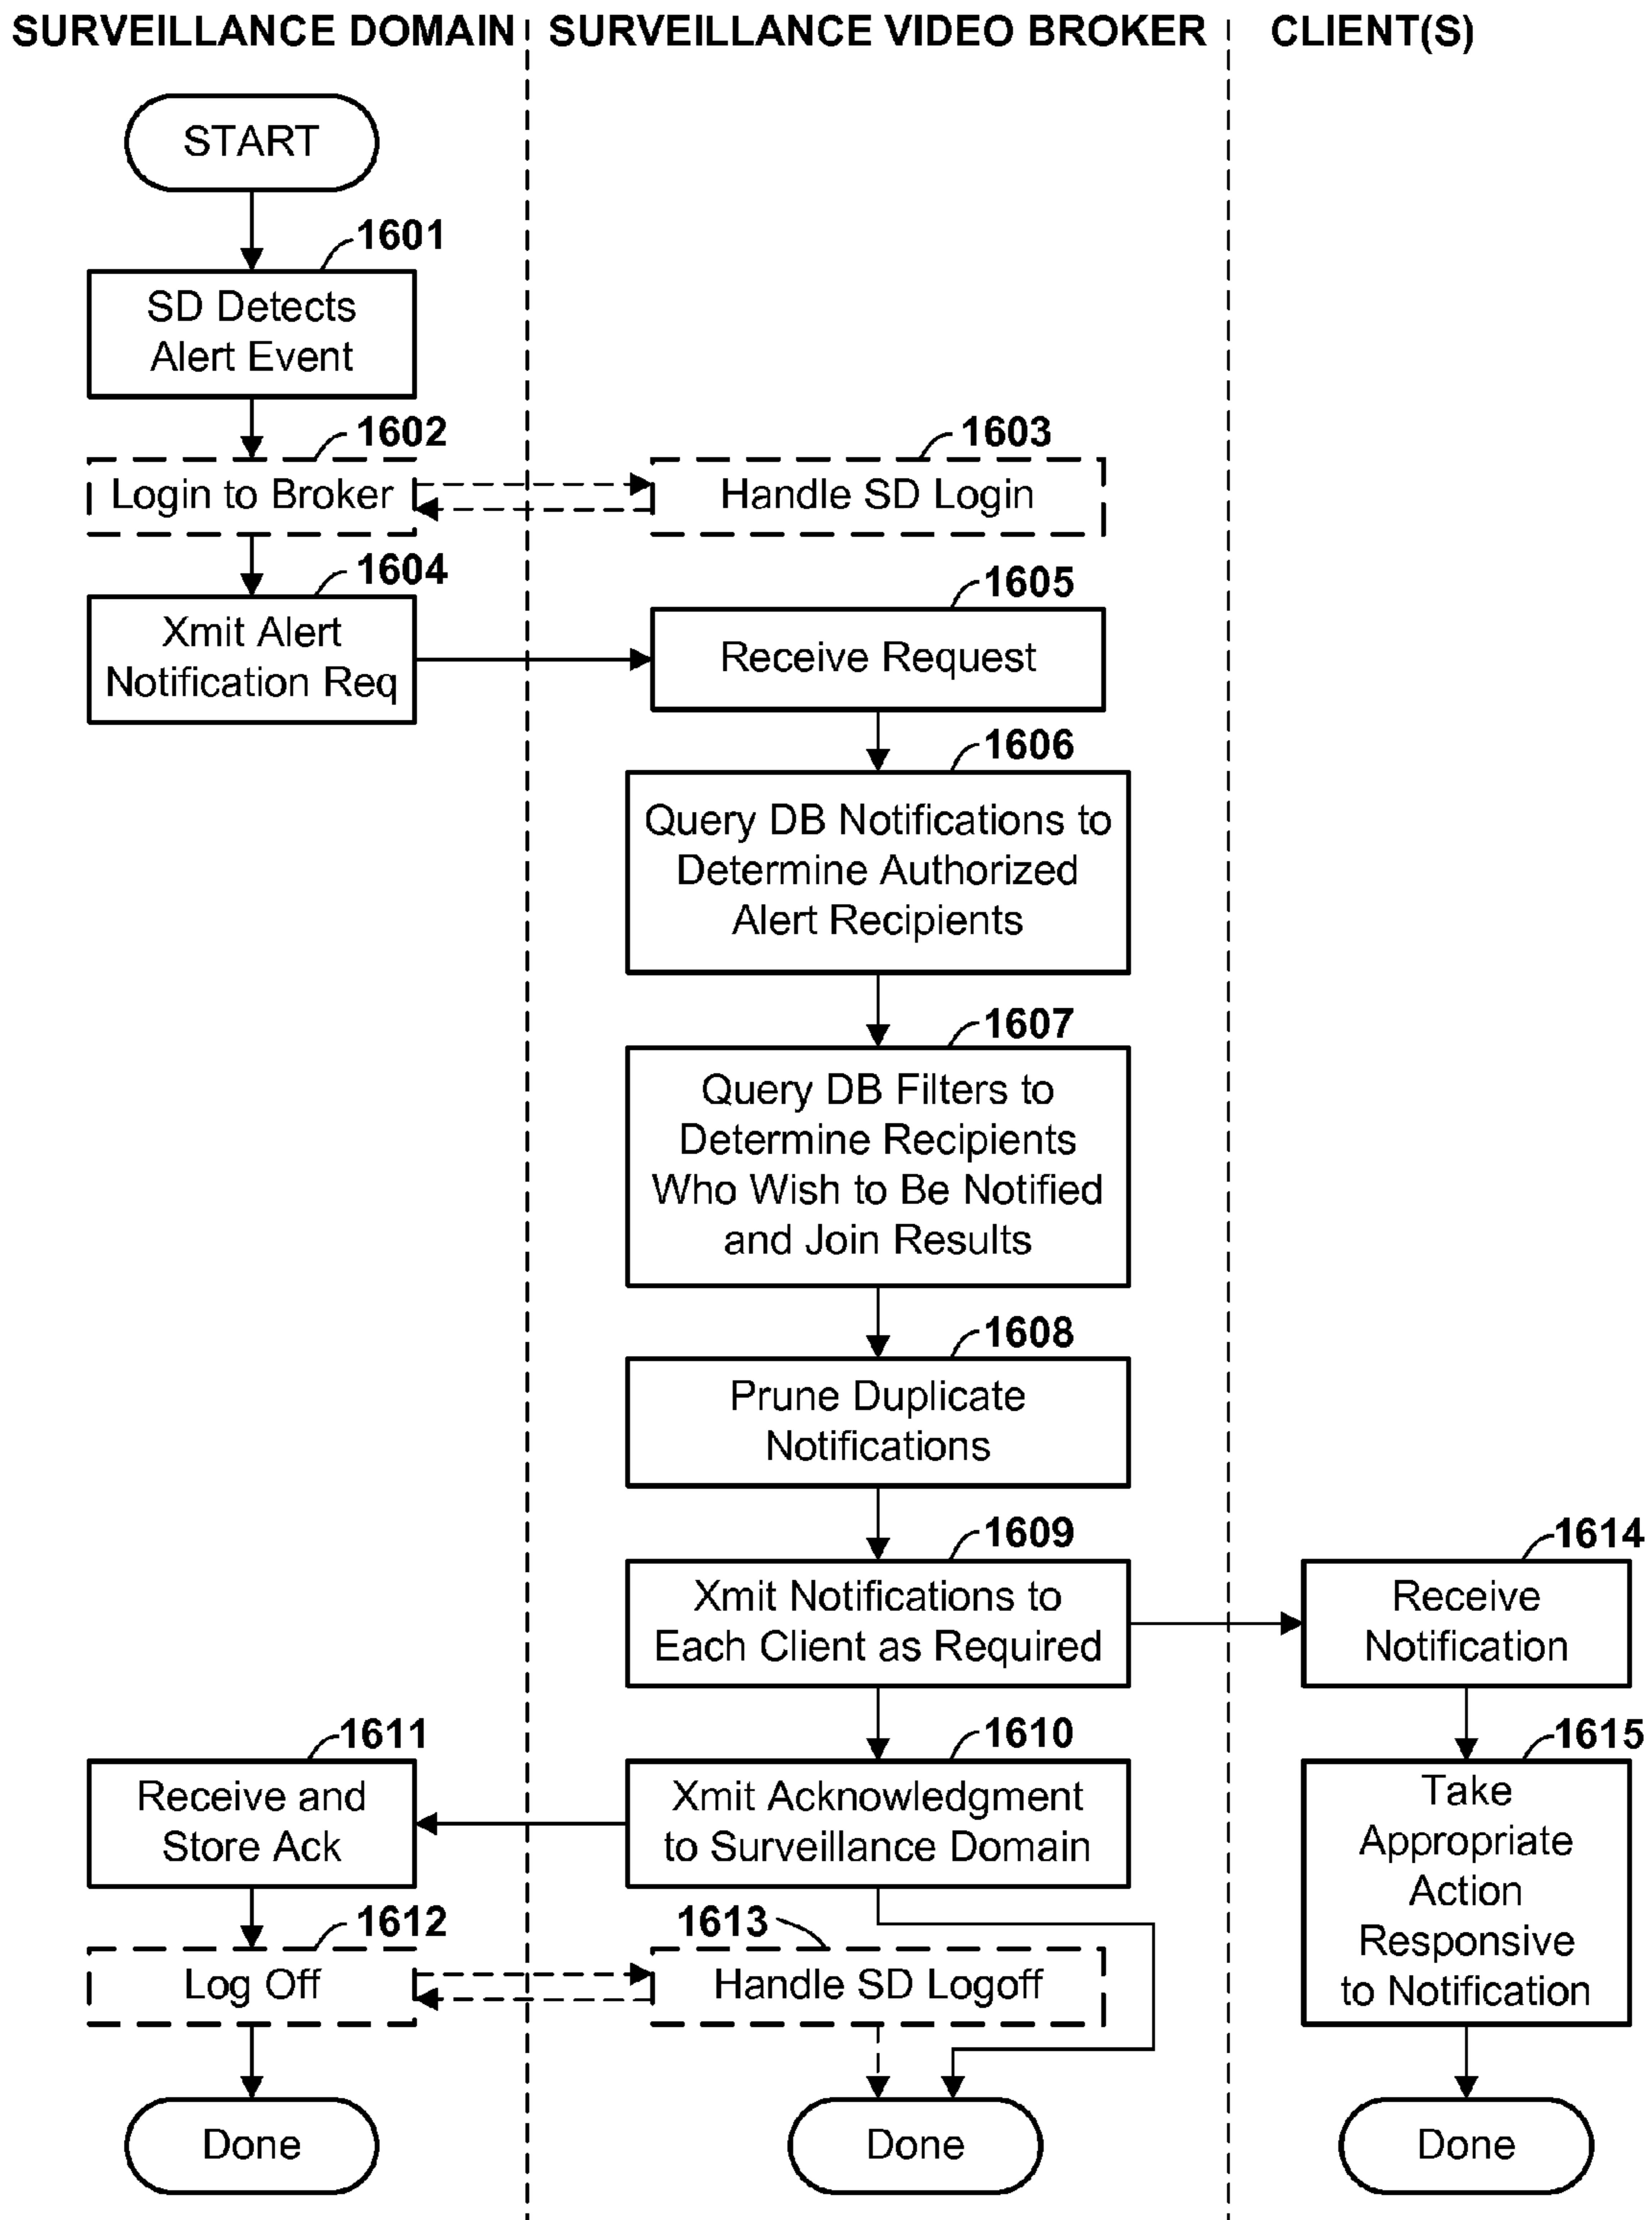 SURVEILLANCE DOMAIN
SURVEILLANCE VIDEO BROKER
CLIENT(S)
START
1601
SD Detects
Alert Event
1602
Login to Broker
1603
Handle SD Login
1604
Xmit Alert
Notification Req
1605
Receive Request
1606
Query DB Notifications to
Determine Authorized
Alert Recipients
1607
Query DB Filters to
Determine Recipients
Who Wish to Be Notified
and Join Results
1608
Prune Duplicate
Notifications
1609
Xmit Notifications to
Each Client as Required
1614
Receive
Notification
1611
Receive and
Store Ack
1610
Xmit Acknowledgment
to Surveillance Domain
1615
Take
Appropriate
Action
Responsive
to Notification
1612
Log Off
1613
Handle SD Logoff
Done
Done
Done